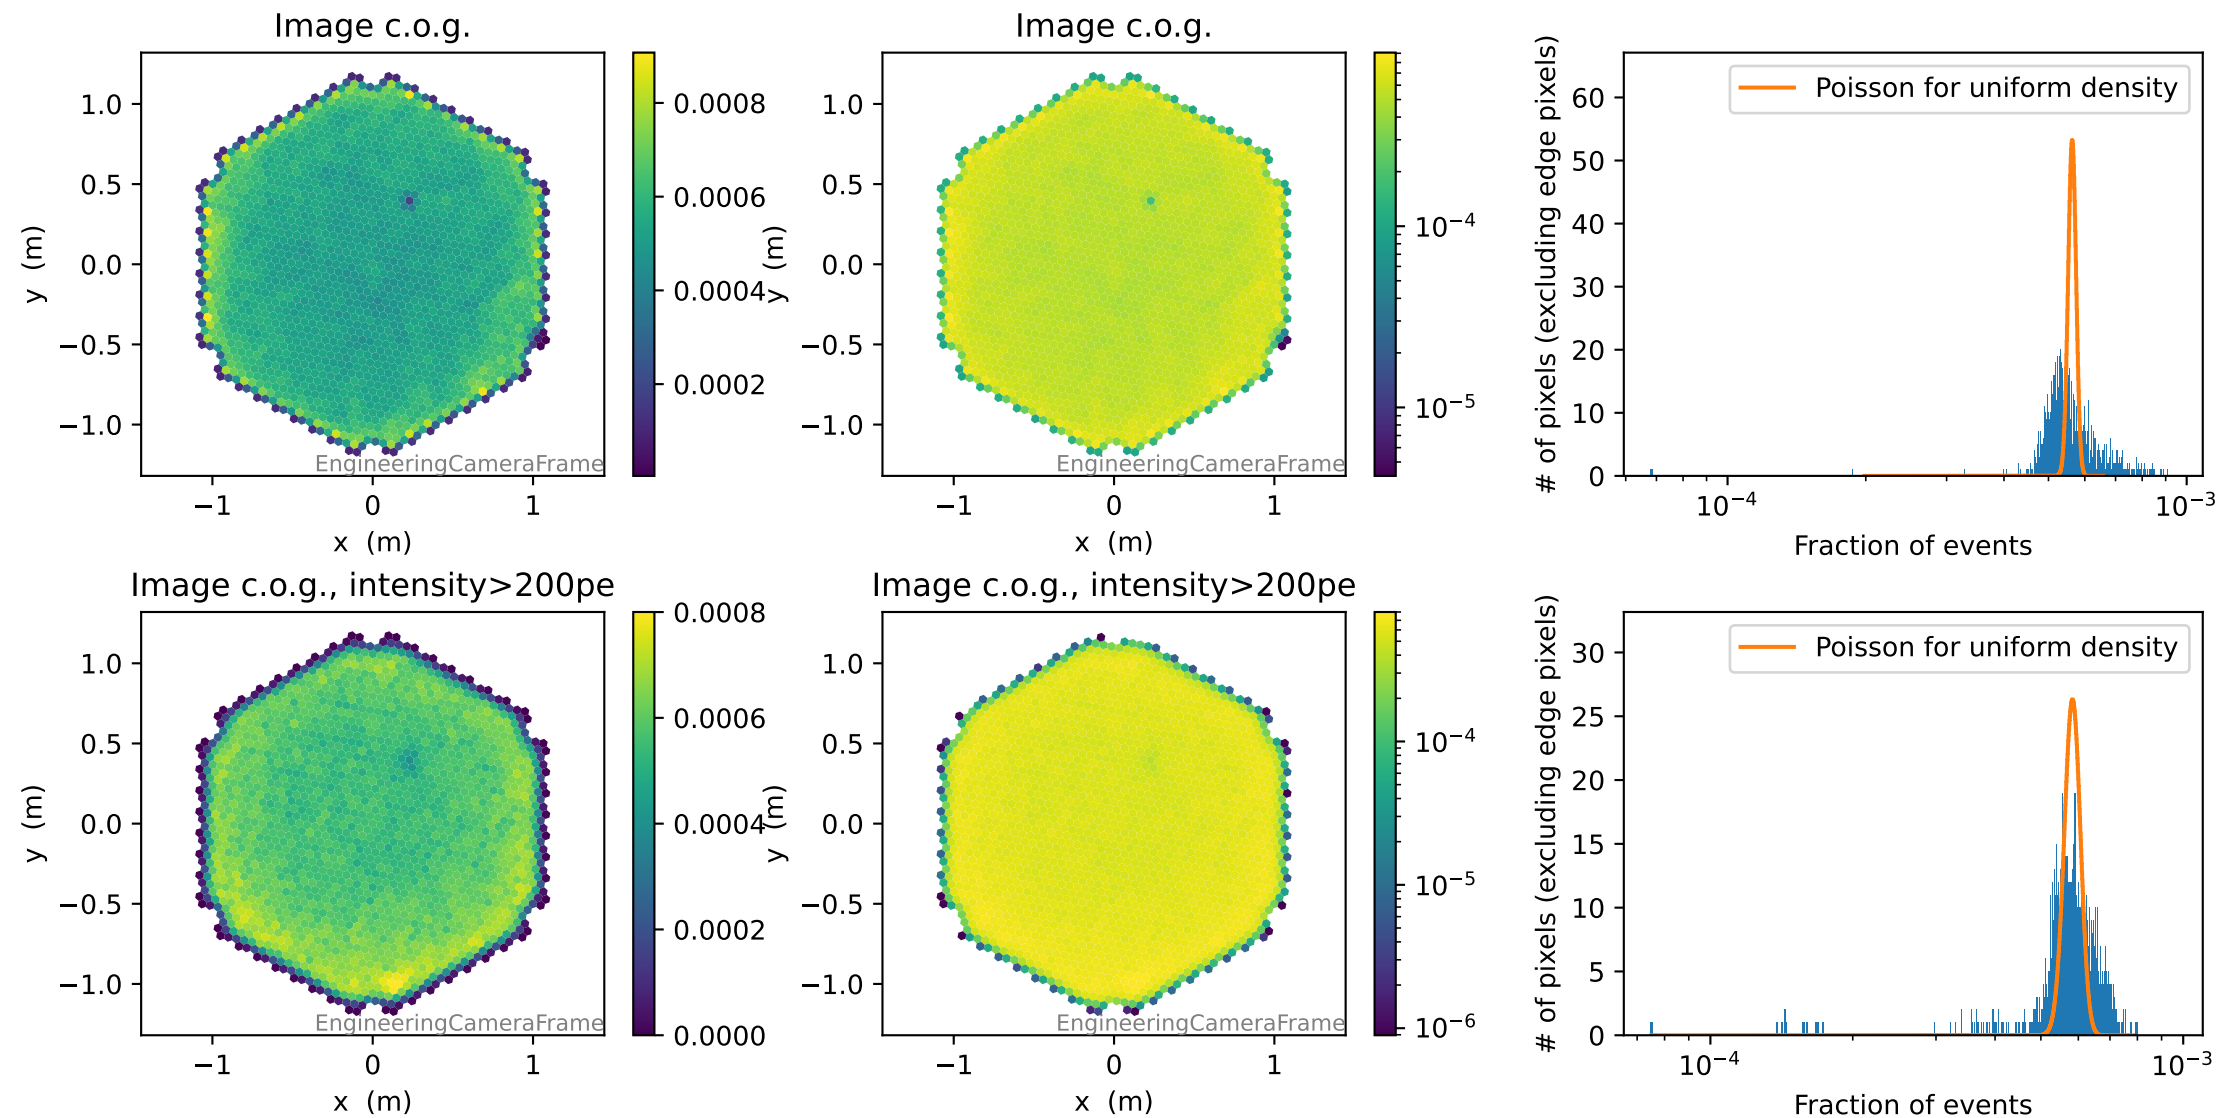 Image c.o.g.
1.0
0.5
0.0
−0.5
−1.0
y (m)
−1 0 1
x (m)
EngineeringCameraFrame
0.0008
0.0006
0.0004
0.0002
Image c.o.g.
1.0
0.5
0.0
−0.5
−1.0
y (m)
−1 0 1
x (m)
EngineeringCameraFrame
10⁻⁴
10⁻⁵
# of pixels (excluding edge pixels)
60
50
40
30
20
10
0
Poisson for uniform density
10⁻⁴ 10⁻³
Fraction of events
Image c.o.g., intensity>200pe
1.0
0.5
0.0
−0.5
−1.0
y (m)
−1 0 1
x (m)
EngineeringCameraFrame
0.0008
0.0006
0.0004
0.0002
0.0000
Image c.o.g., intensity>200pe
1.0
0.5
0.0
−0.5
−1.0
y (m)
−1 0 1
x (m)
EngineeringCameraFrame
10⁻⁴
10⁻⁵
10⁻⁶
# of pixels (excluding edge pixels)
30
25
20
15
10
5
0
Poisson for uniform density
10⁻⁴ 10⁻³
Fraction of events